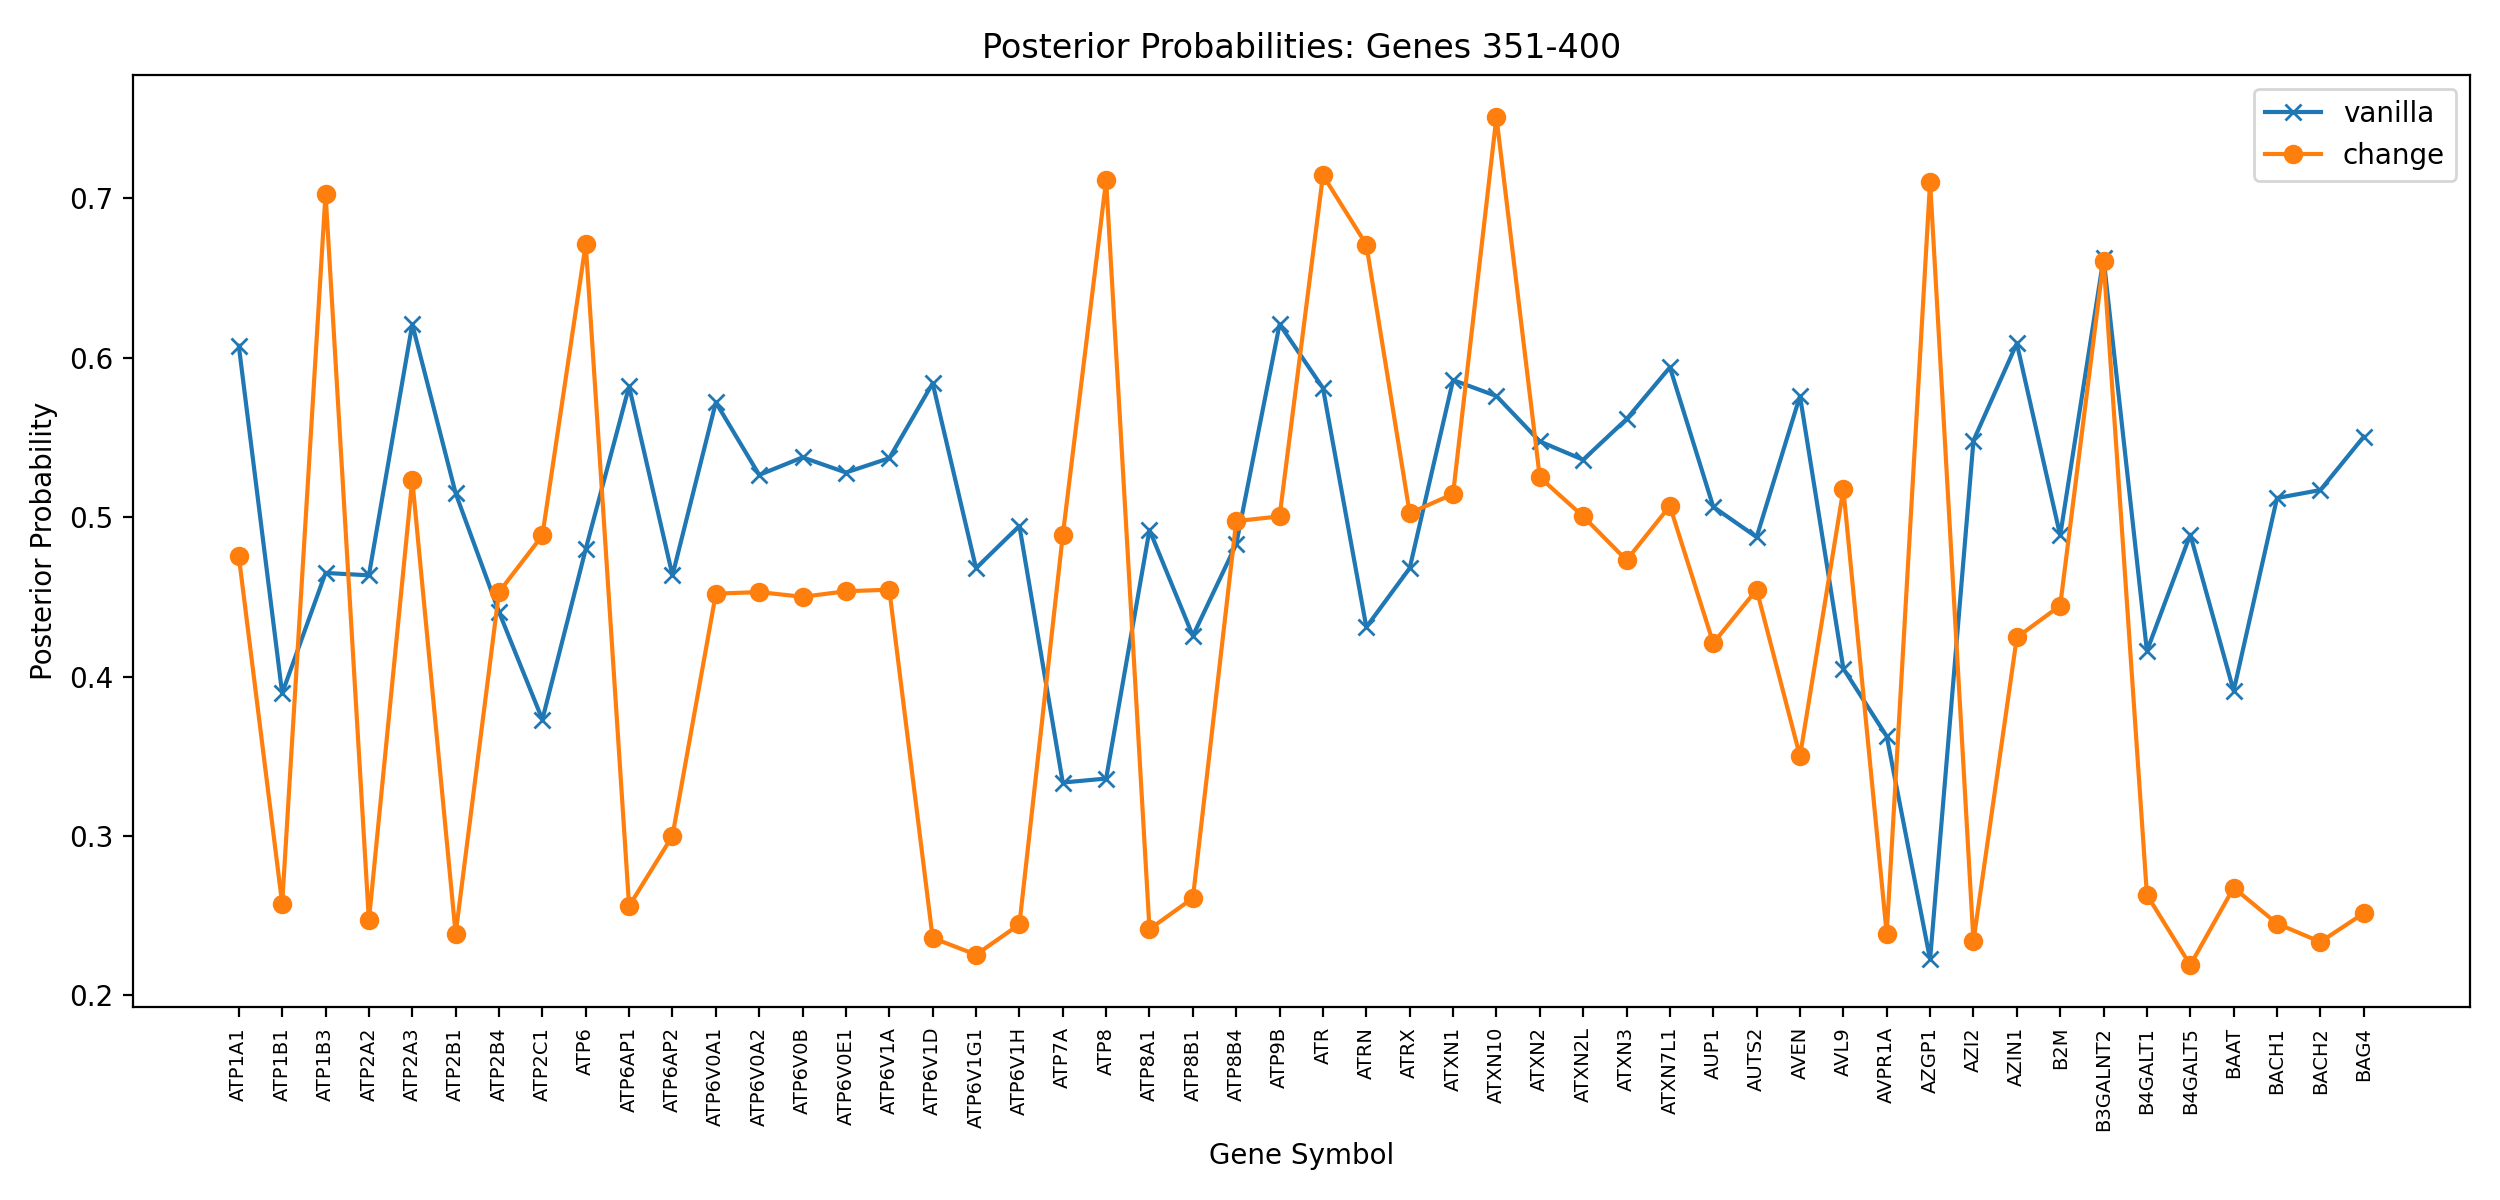 Posterior Probabilities: Genes 351-400
vanilla
change
Posterior Probability
0.7
0.6
0.5
0.4
0.3
0.2
ATP1A1
ATP1B1
ATP1B3
ATP2A2
ATP2A3
ATP2B1
ATP2B4
ATP2C1
ATP6
ATP6AP1
ATP6AP2
ATP6V0A1
ATP6V0A2
ATP6V0B
ATP6V0E1
ATP6V1A
ATP6V1D
ATP6V1G1
ATP6V1H
ATP7A
ATP8
ATP8A1
ATP8B1
ATP8B4
ATP9B
ATR
ATRN
ATRX
ATXN1
ATXN10
ATXN2
ATXN2L
ATXN3
ATXN7L1
AUP1
AUTS2
AVEN
AVL9
AVPR1A
AZGP1
AZI2
AZIN1
B2M
B3GALNT2
B4GALT1
B4GALT5
BAAT
BACH1
BACH2
BAG4
Gene Symbol